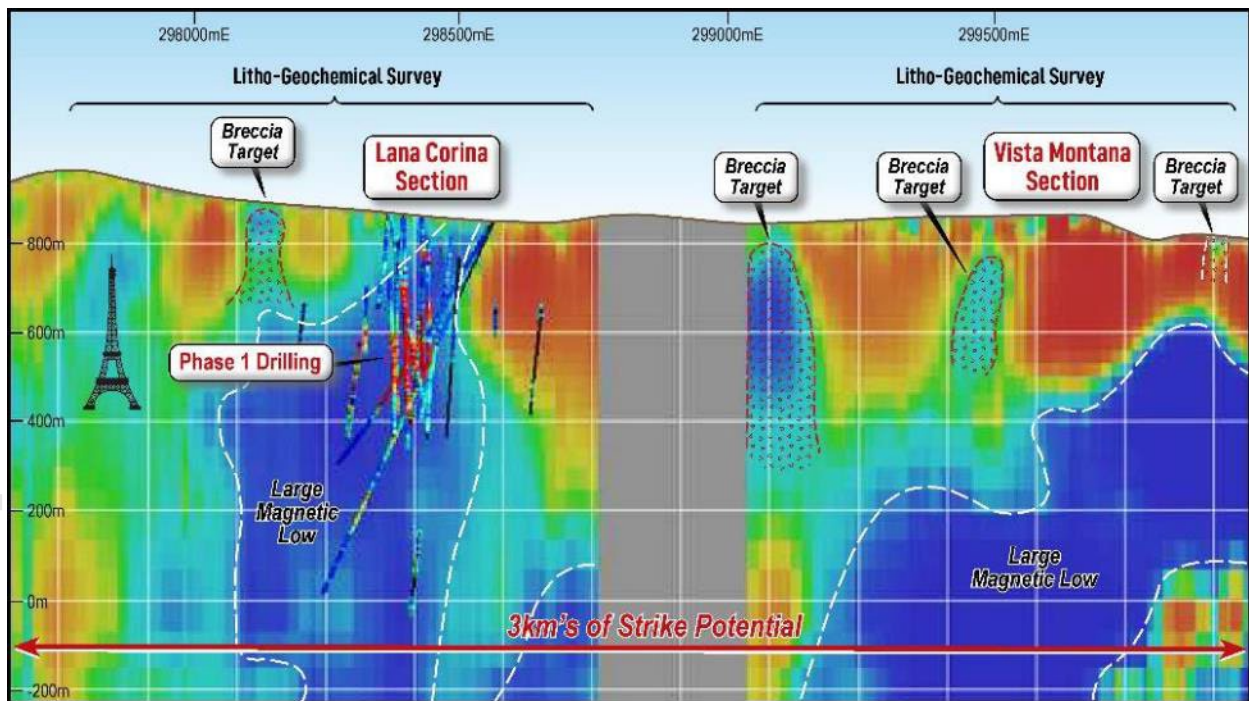 298000mE
298500mE
299000mE
299500mE
Litho-Geochemical Survey
Litho-Geochemical Survey
Breccia
Target
Lana Corina
Section
Breccia
Target
Breccia
Target
Vista Montana
Section
Breccia
Target
800m
600m
Phase 1 Drilling
400m
Large
Magnetic
Low
200m
Large
Magnetic Low
0m
3km's of Strike Potential
-200m